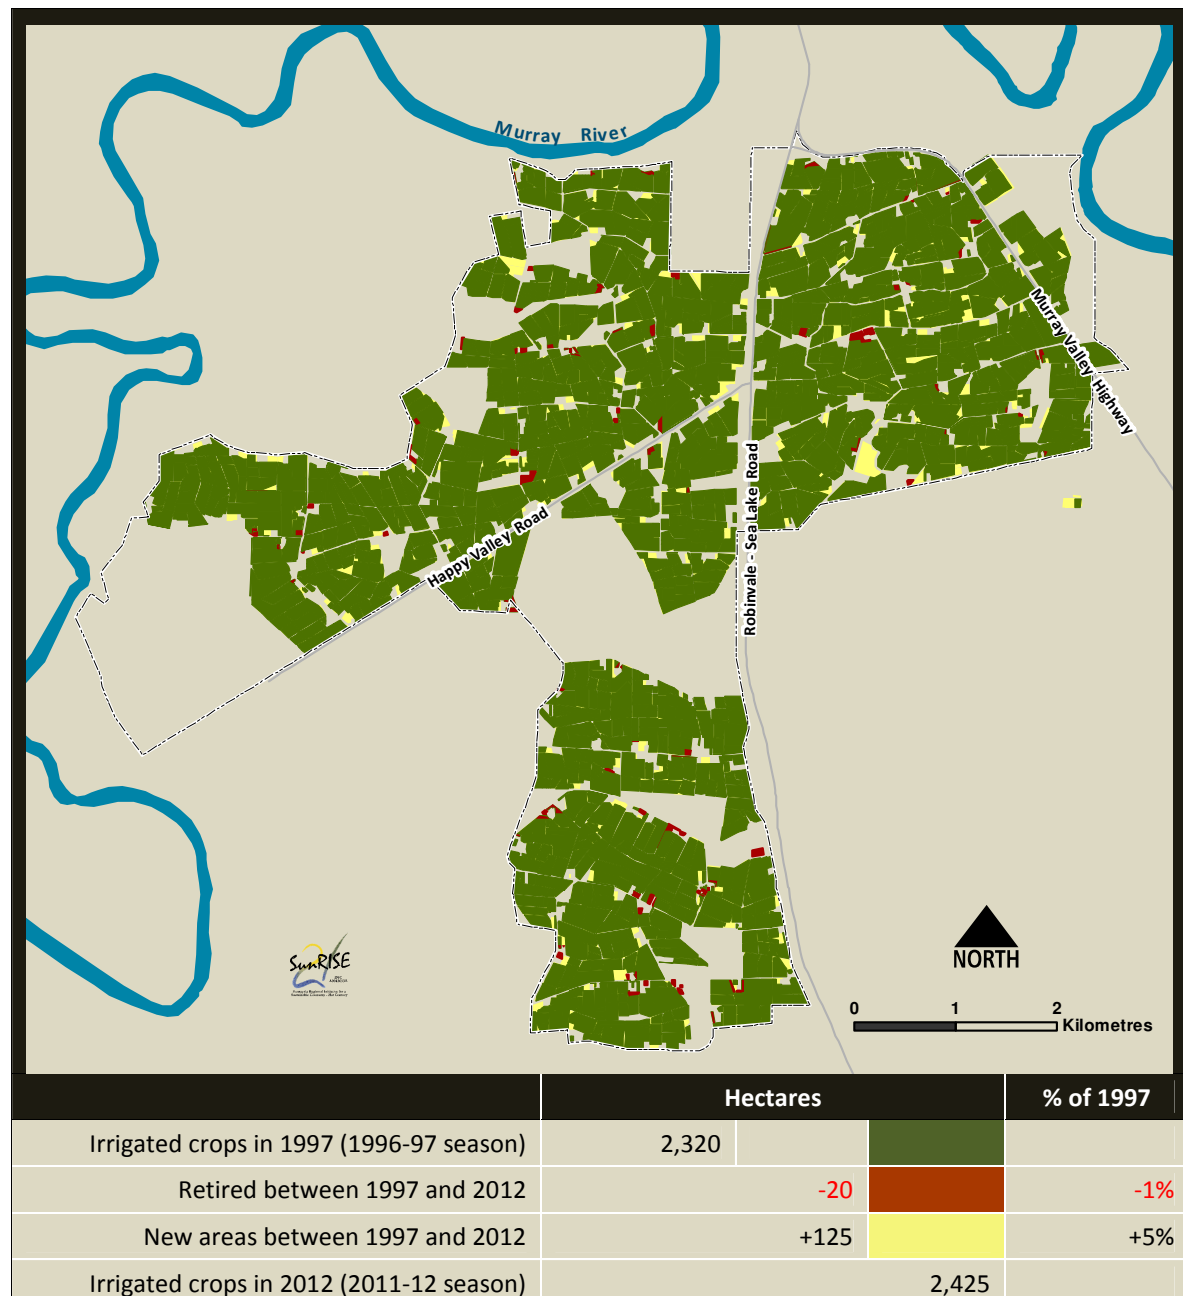 Murray River
Murray Valley Highway
Happy Valley Road
Robinvale - Sea Lake Road
SunRISE
NORTH
0 1 2
Kilometres
Hectares % of 1997
Irrigated crops in 1997 (1996-97 season) 2,320
Retired between 1997 and 2012 -20 -1%
New areas between 1997 and 2012 +125 +5%
Irrigated crops in 2012 (2011-12 season) 2,425